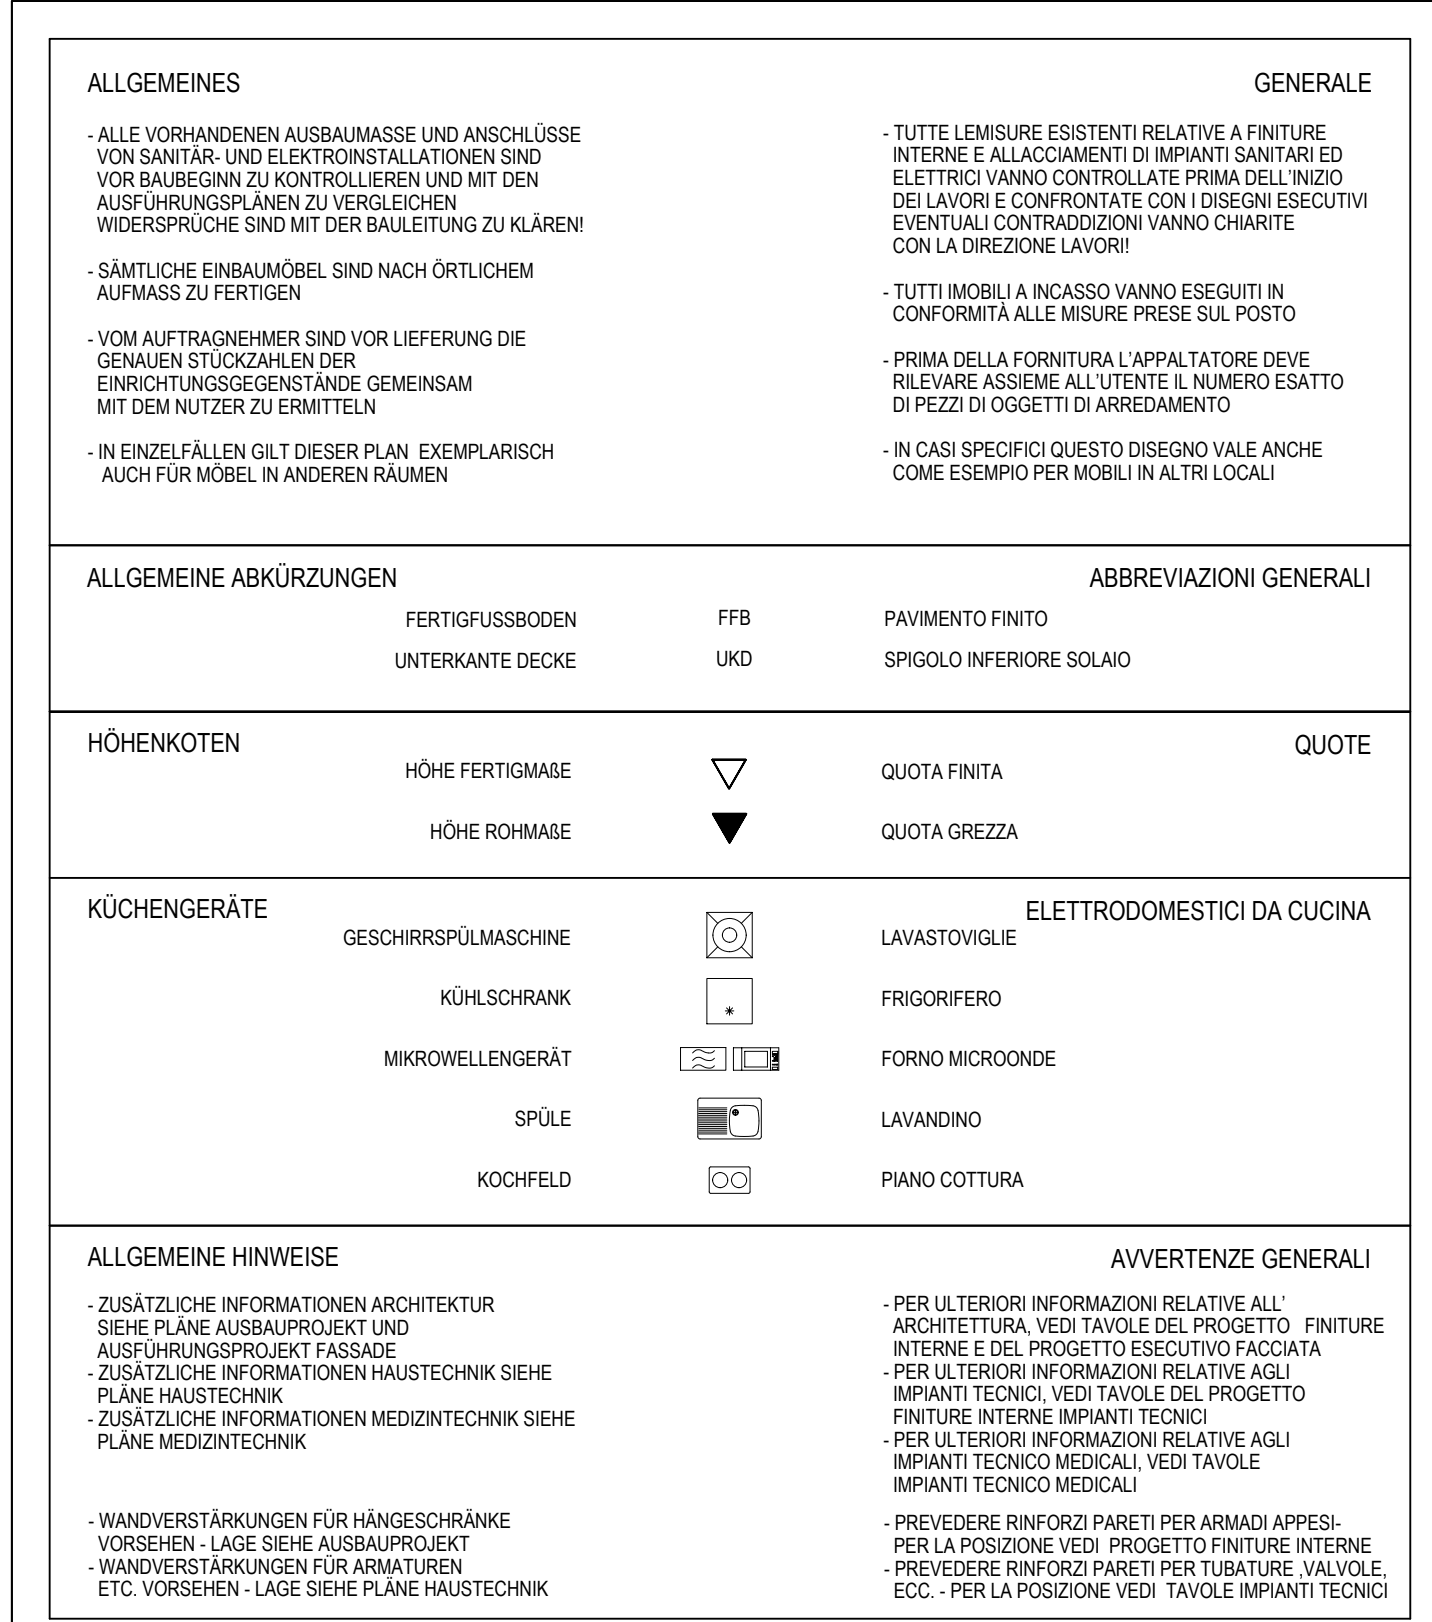 ALLGEMEINES
- ALLE VORHANDENEN AUSBAUMASSE UND ANSCHLÜSSE
VON SANITÄR- UND ELEKTROINSTALLATIONEN SIND
VOR BAUBEGINN ZU KONTROLLIEREN UND MIT DEN
AUSFÜHRUNGSPLÄNEN ZU VERGLEICHEN
WIDERSPRÜCHE SIND MIT DER BAULEITUNG ZU KLÄREN!
- SÄMTLICHE EINBAUMÖBEL SIND NACH ÖRTLICHEM
AUFMASS ZU FERTIGEN
- VOM AUFTRAGNEHMER SIND VOR LIEFERUNG DIE
GENAUEN STÜCKZAHLEN DER
EINRICHTUNGSGEGENSTÄNDE GEMEINSAM
MIT DEM NUTZER ZU ERMITTELN
- IN EINZELFÄLLEN GILT DIESER PLAN EXEMPLARISCH
AUCH FÜR MÖBEL IN ANDEREN RÄUMEN
GENERALE
- TUTTE LEMISURE ESISTENTI RELATIVE A FINITURE
INTERNE E ALLACCIAMENTI DI IMPIANTI SANITARI ED
ELETTRICI VANNO CONTROLLATE PRIMA DELL'INIZIO
DEI LAVORI E CONFRONTATE CON I DISEGNI ESECUTIVI
EVENTUALI CONTRADDIZIONI VANNO CHIARITE
CON LA DIREZIONE LAVORI!
- TUTTI IMOBILI A INCASSO VANNO ESEGUITI IN
CONFORMITÀ ALLE MISURE PRESE SUL POSTO
- PRIMA DELLA FORNITURA L'APPALTATORE DEVE
RILEVARE ASSIEME ALL'UTENTE IL NUMERO ESATTO
DI PEZZI DI OGGETTI DI ARREDAMENTO
- IN CASI SPECIFICI QUESTO DISEGNO VALE ANCHE
COME ESEMPIO PER MOBILI IN ALTRI LOCALI
ALLGEMEINE ABKÜRZUNGEN ABBREVIAZIONI GENERALI
FERTIGFUSSBODEN FFB PAVIMENTO FINITO
UNTERKANTE DECKE UKD SPIGOLO INFERIORE SOLAIO
HÖHENKOTEN QUOTE
HÖHE FERTIGMAßE QUOTA FINITA
HÖHE ROHMAßE QUOTA GREZZA
KÜCHENGERÄTE ELETTRODOMESTICI DA CUCINA
GESCHIRRSPÜLMASCHINE LAVASTOVIGLIE
KÜHLSCHRANK FRIGORIFERO
MIKROWELLENGERÄT FORNO MICROONDE
SPÜLE LAVANDINO
KOCHFELD PIANO COTTURA
ALLGEMEINE HINWEISE
- ZUSÄTZLICHE INFORMATIONEN ARCHITEKTUR
SIEHE PLÄNE AUSBAUPROJEKT UND
AUSFÜHRUNGSPROJEKT FASSADE
- ZUSÄTZLICHE INFORMATIONEN HAUSTECHNIK SIEHE
PLÄNE HAUSTECHNIK
- ZUSÄTZLICHE INFORMATIONEN MEDIZINTECHNIK SIEHE
PLÄNE MEDIZINTECHNIK
- WANDVERSTÄRKUNGEN FÜR HÄNGESCHRÄNKE
VORSEHEN - LAGE SIEHE AUSBAUPROJEKT
- WANDVERSTÄRKUNGEN FÜR ARMATUREN
ETC. VORSEHEN - LAGE SIEHE PLÄNE HAUSTECHNIK
AVVERTENZE GENERALI
- PER ULTERIORI INFORMAZIONI RELATIVE ALL'
ARCHITETTURA, VEDI TAVOLE DEL PROGETTO FINITURE
INTERNE E DEL PROGETTO ESECUTIVO FACCIATA
- PER ULTERIORI INFORMAZIONI RELATIVE AGLI
IMPIANTI TECNICI, VEDI TAVOLE DEL PROGETTO
FINITURE INTERNE IMPIANTI TECNICI
- PER ULTERIORI INFORMAZIONI RELATIVE AGLI
IMPIANTI TECNICO MEDICALI, VEDI TAVOLE
IMPIANTI TECNICO MEDICALI
- PREVEDERE RINFORZI PARETI PER ARMADI APPESI-
PER LA POSIZIONE VEDI PROGETTO FINITURE INTERNE
- PREVEDERE RINFORZI PARETI PER TUBATURE ,VALVOLE,
ECC. - PER LA POSIZIONE VEDI TAVOLE IMPIANTI TECNICI